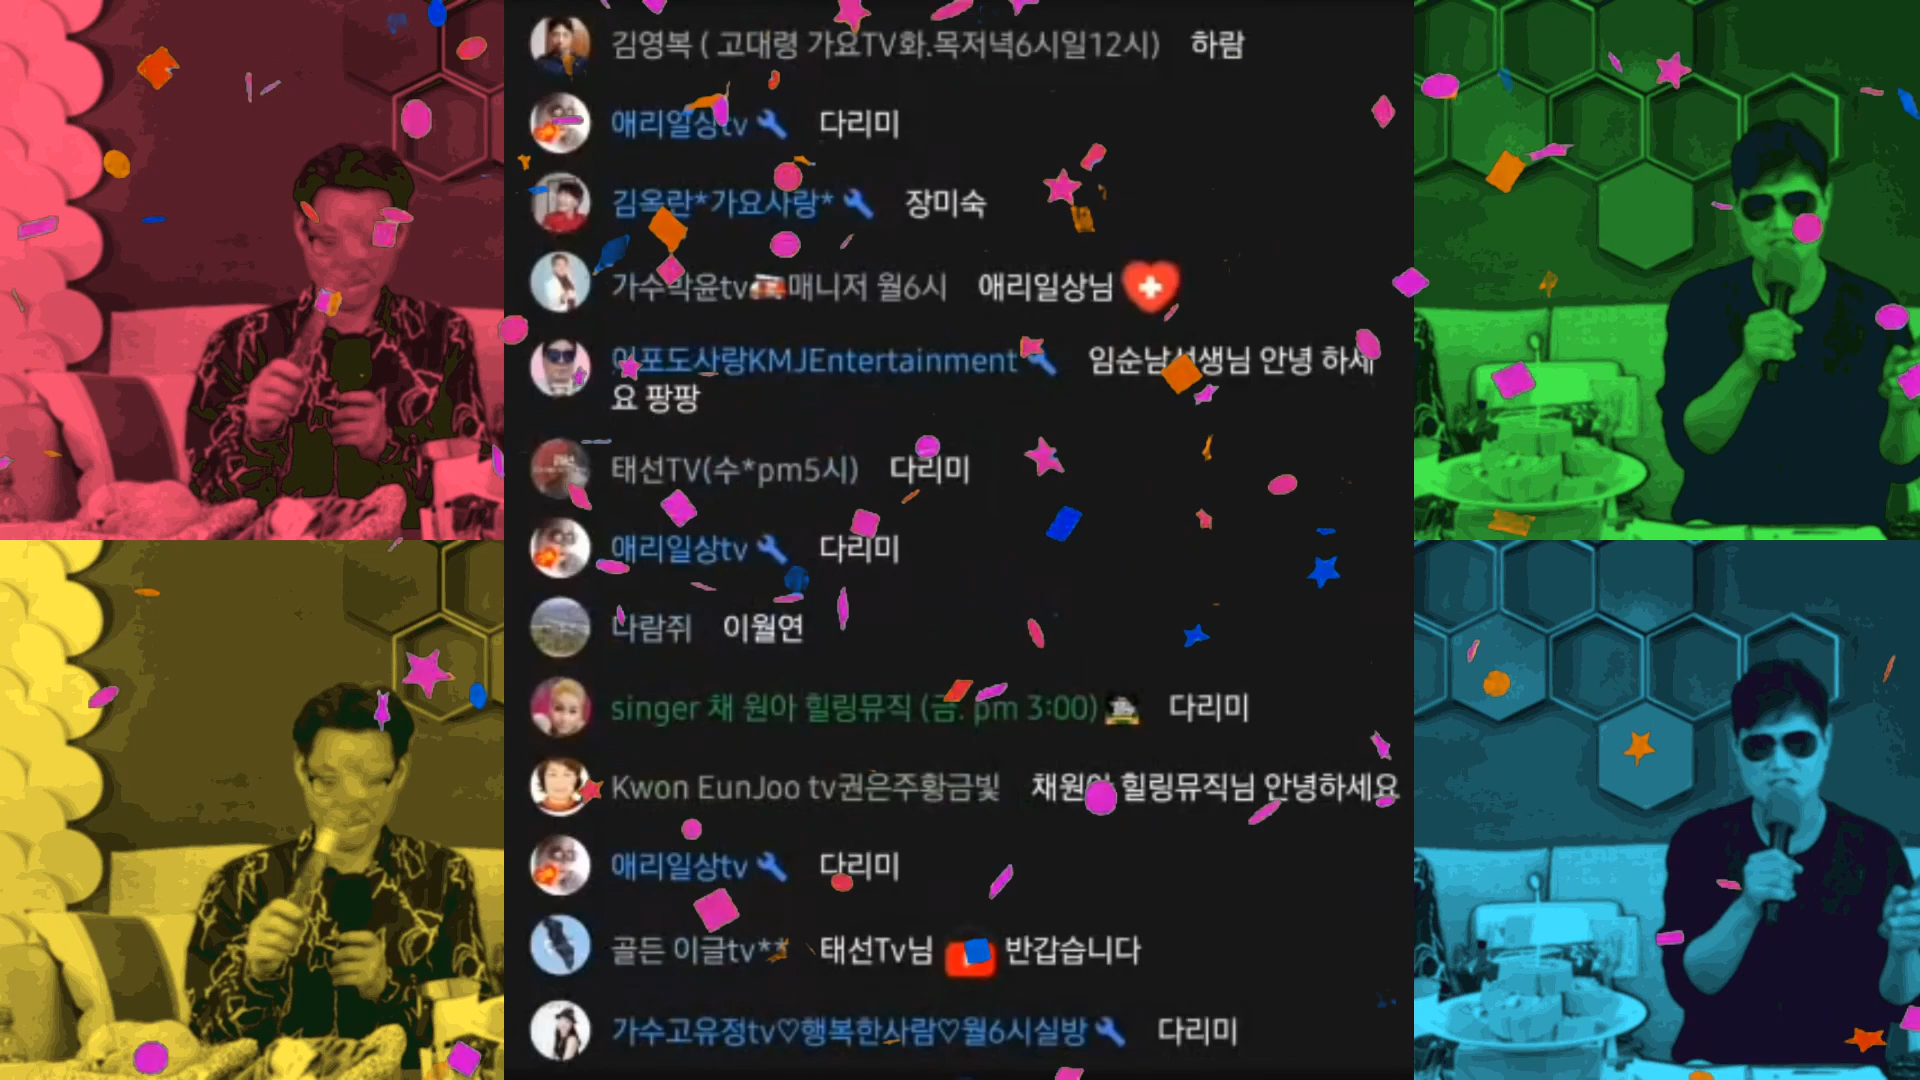 김영복 ( 고대령 가요TV화.목저녁6시일12시) 하람
애리일상tv 다리미
김옥란*가요사랑* 장미숙
가수박윤tv 매니저 월6시 애리일상님
포도사랑KMJEntertainment 임순남선생님 안녕 하세
요 팡팡
태선TV(수*pm5시) 다리미
애리일상tv 다리미
나람쥐 이월연
singer 채 원아 힐링뮤직 (금. pm 3:00) 다리미
Kwon EunJoo tv권은주황금빛 채원아 힐링뮤직님 안녕하세요
애리일상tv 다리미
골든 이글tv** 태선Tv님 반갑습니다
가수고유정tv♡행복한사람♡월6시실방 다리미